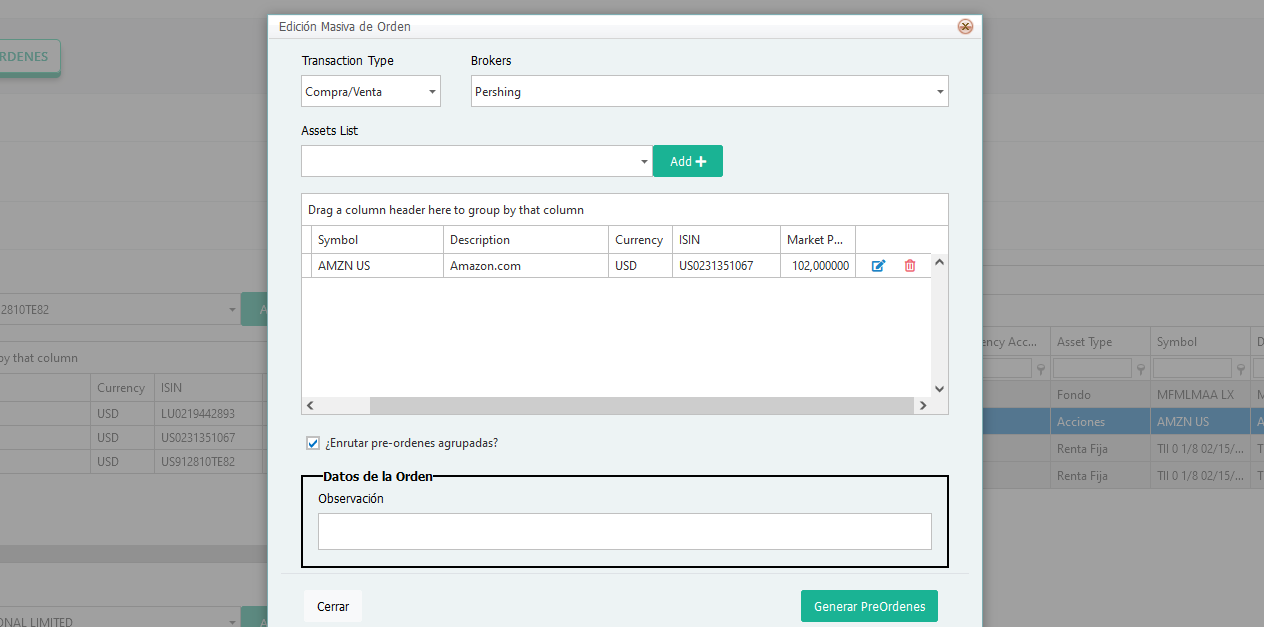 Edición Masiva de Orden
RDENES
Transaction Type Brokers
Compra/Venta Pershing
Assets List
Add
Drag a column header here to group by that column
Symbol Description Currency ISIN Market P...
AMZN US Amazon.com USD US0231351067 102,000000
¿Enrutar pre-ordenes agrupadas?
Datos de la Orden
Observación
Cerrar Generar PreOrdenes
2810TE82 A
by that column
Currency ISIN
USD LU0219442893
USD US0231351067
USD US912810TE82
ONAL LIMITED A
ency Acc... Asset Type Symbol D
Fondo MFMLMAA LX M
Acciones AMZN US A
Renta Fija TII 0 1/8 02/15/... T
Renta Fija TII 0 1/8 02/15/... T